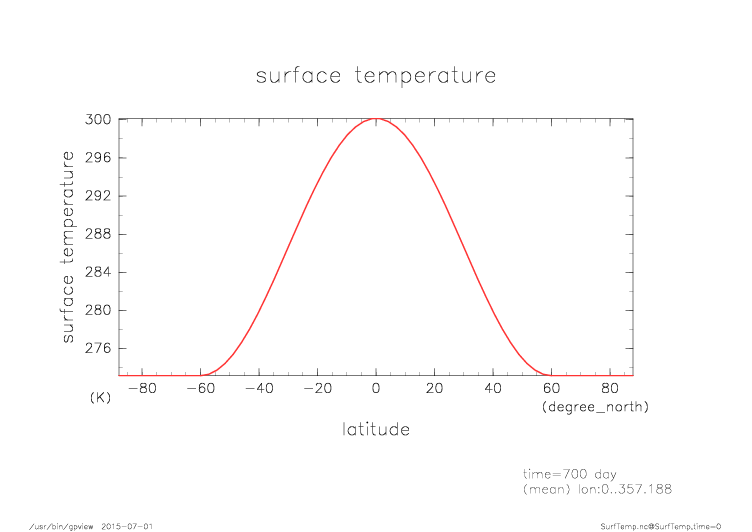 surface temperature
300
296
292
288
284
280
276
surface temperature
−80 −60 −40 −20 0 20 40 60 80
(K)
(degree_north)
latitude
time=700 day
(mean) lon:0..357.188
/usr/bin/gpview 2015-07-01
SurfTemp.nc@SurfTemp,time=0